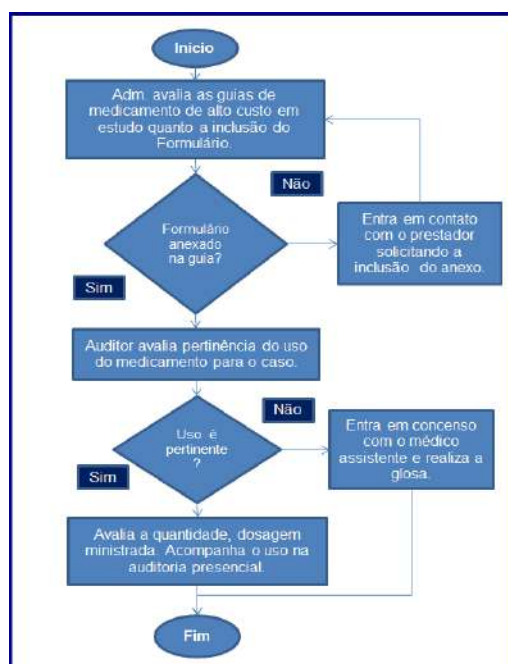 Início
Adm. avalia as guias de
medicamento de alto custo em
estudo quanto a inclusão do
Formulário.
Não
Formulário
anexado
na guia?
Entra em contato
com o prestador
solicitando a
inclusão do anexo.
Sim
Auditor avalia pertinência do uso
do medicamento para o caso.
Não
Uso é
pertinente
?
Entra em concenso
com o médico
assistente e realiza a
glosa.
Sim
Avalia a quantidade, dosagem
ministrada. Acompanha o uso na
auditoria presencial.
Fim